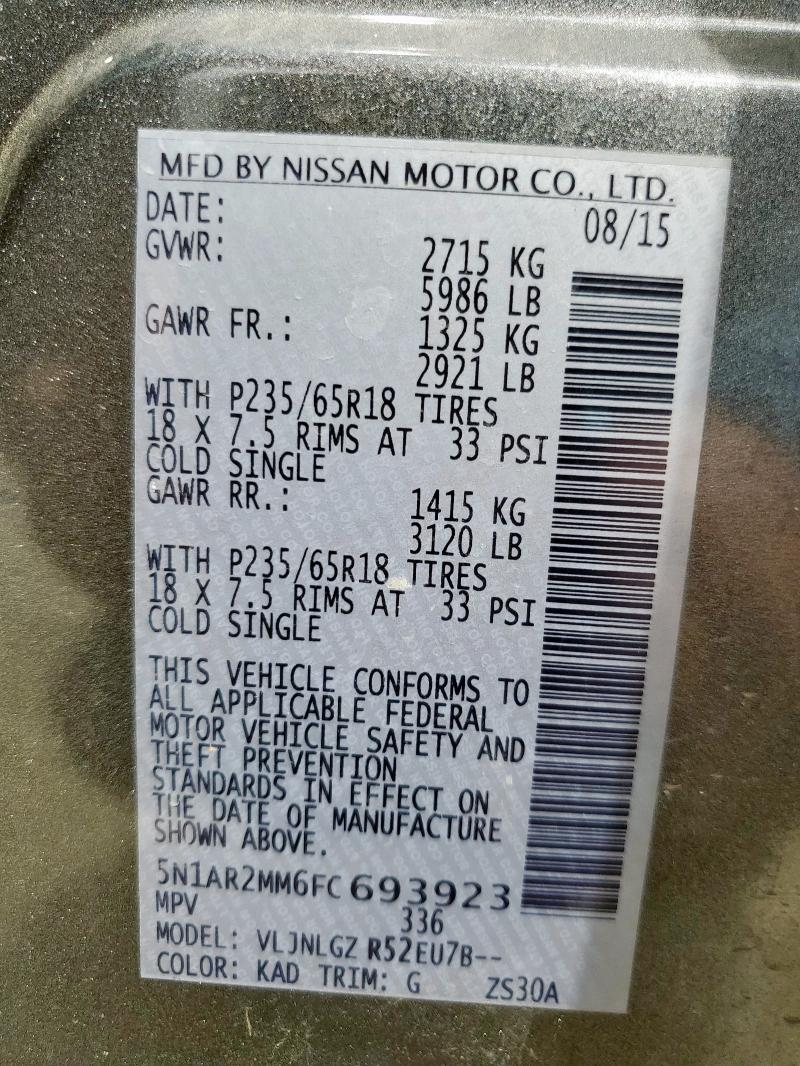 MFD BY NISSAN MOTOR CO., LTD.
DATE: 08/15
GVWR: 2715 KG
5986 LB
GAWR FR.: 1325 KG
2921 LB
WITH P235/65R18 TIRES
18 X 7.5 RIMS AT 33 PSI
COLD SINGLE
GAWR RR.: 1415 KG
3120 LB
WITH P235/65R18 TIRES
18 X 7.5 RIMS AT 33 PSI
COLD SINGLE
THIS VEHICLE CONFORMS TO
ALL APPLICABLE FEDERAL
MOTOR VEHICLE SAFETY AND
THEFT PREVENTION
STANDARDS IN EFFECT ON
THE DATE OF MANUFACTURE
SHOWN ABOVE.
5N1AR2MM6FC693923
MPV 336
MODEL: VLJNLGZ R52EU7B--
COLOR: KAD TRIM: G ZS30A